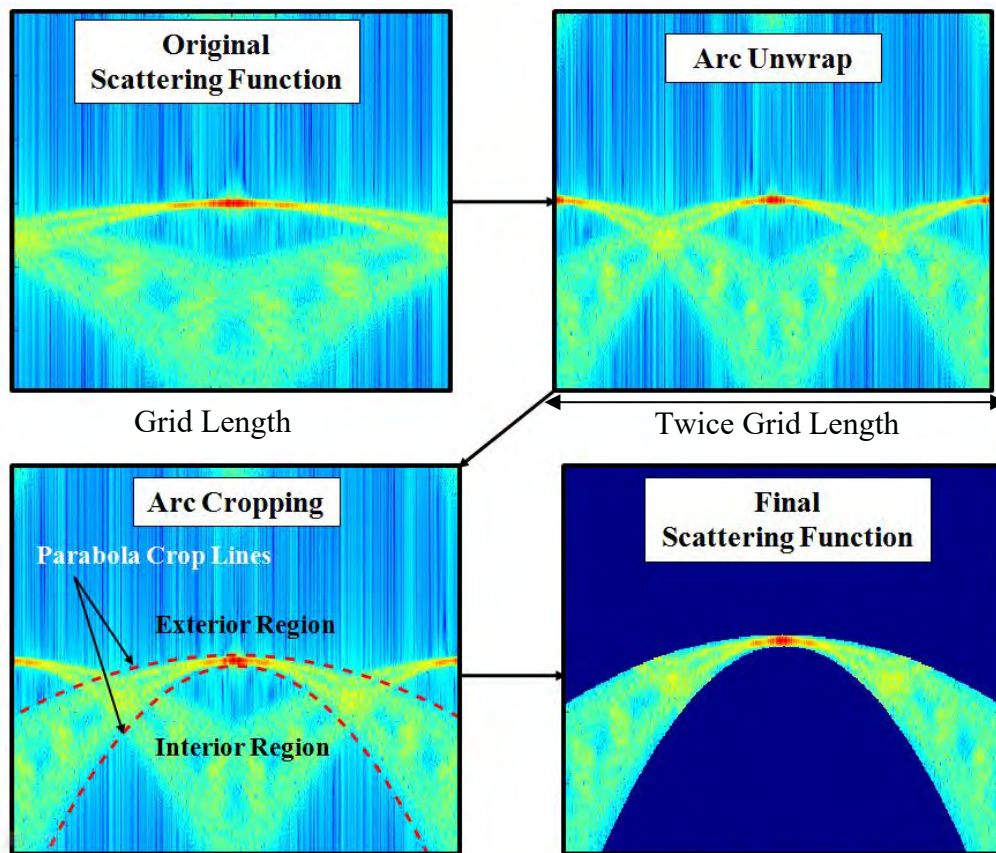 Original
Scattering Function
Arc Unwrap
Grid Length
Twice Grid Length
Arc Cropping
Parabola Crop Lines
Exterior Region
Interior Region
Final
Scattering Function